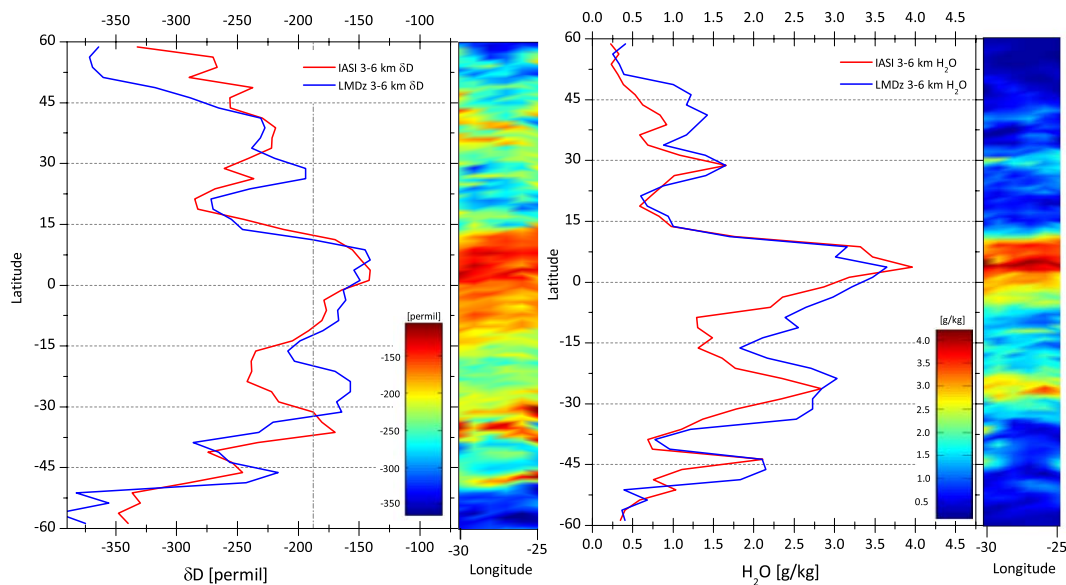 -350 -300 -250 -200 -150 -100
0.0 0.5 1.0 1.5 2.0 2.5 3.0 3.5 4.0 4.5
60
45
30
15
0
-15
-30
-45
-60
Latitude
IASI 3-6 km δD
LMDz 3-6 km δD
[permil]
-150
-200
-250
-300
-350
-350 -300 -250 -200 -150 -100
δD [permil]
-30 -25
Longitude
60
45
30
15
0
-15
-30
-45
-60
Latitude
IASI 3-6 km H₂O
LMDz 3-6 km H₂O
[g/kg]
4.0
3.5
3.0
2.5
2.0
1.5
1.0
0.5
0.0 0.5 1.0 1.5 2.0 2.5 3.0 3.5 4.0 4.5
H₂O [g/kg]
-30 -25
Longitude